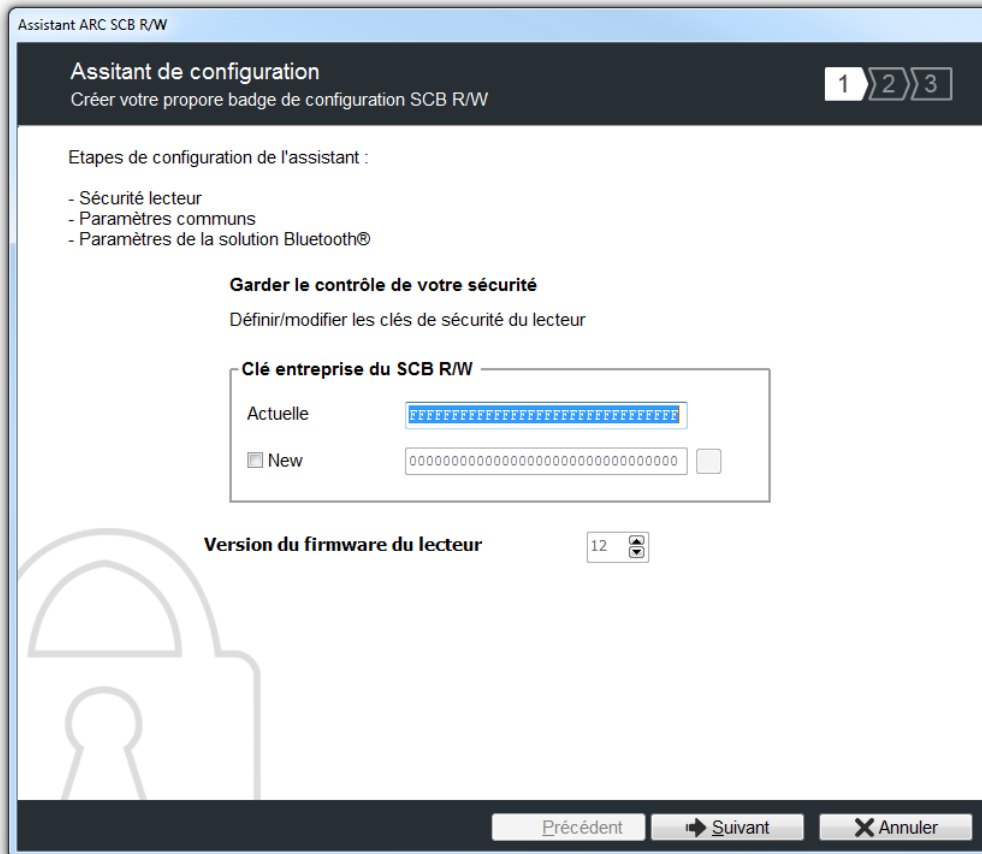 Assistant ARC SCB R/W
Assitant de configuration
Créer votre propore badge de configuration SCB R/W
1 2 3
Etapes de configuration de l'assistant :
- Sécurité lecteur
- Paramètres communs
- Paramètres de la solution Bluetooth®
Garder le contrôle de votre sécurité
Définir/modifier les clés de sécurité du lecteur
Clé entreprise du SCB R/W
Actuelle FFFFFFFFFFFFFFFFFFFFFFFFFFFFFFFF
New 00000000000000000000000000000000
Version du firmware du lecteur 12
Précédent Suivant Annuler